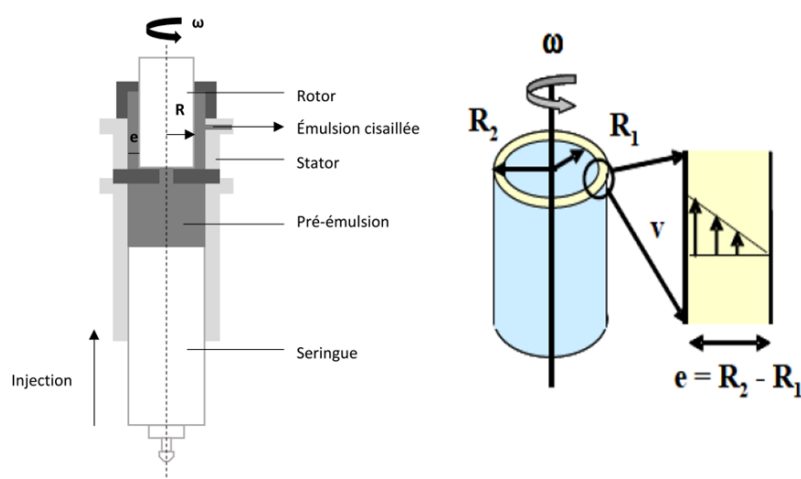 ω
Rotor
R
Émulsion cisaillée
e
Stator
Pré-émulsion
Seringue
Injection
ω
R₂
R₁
v
e = R₂ - R₁